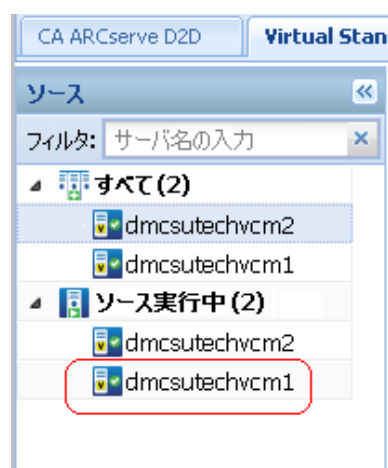 CA ARCserve D2D Virtual Stan
ソース
フィルタ: サーバ名の入力
すべて (2)
dmcsutechvcm2
dmcsutechvcm1
ソース実行中 (2)
dmcsutechvcm2
dmcsutechvcm1